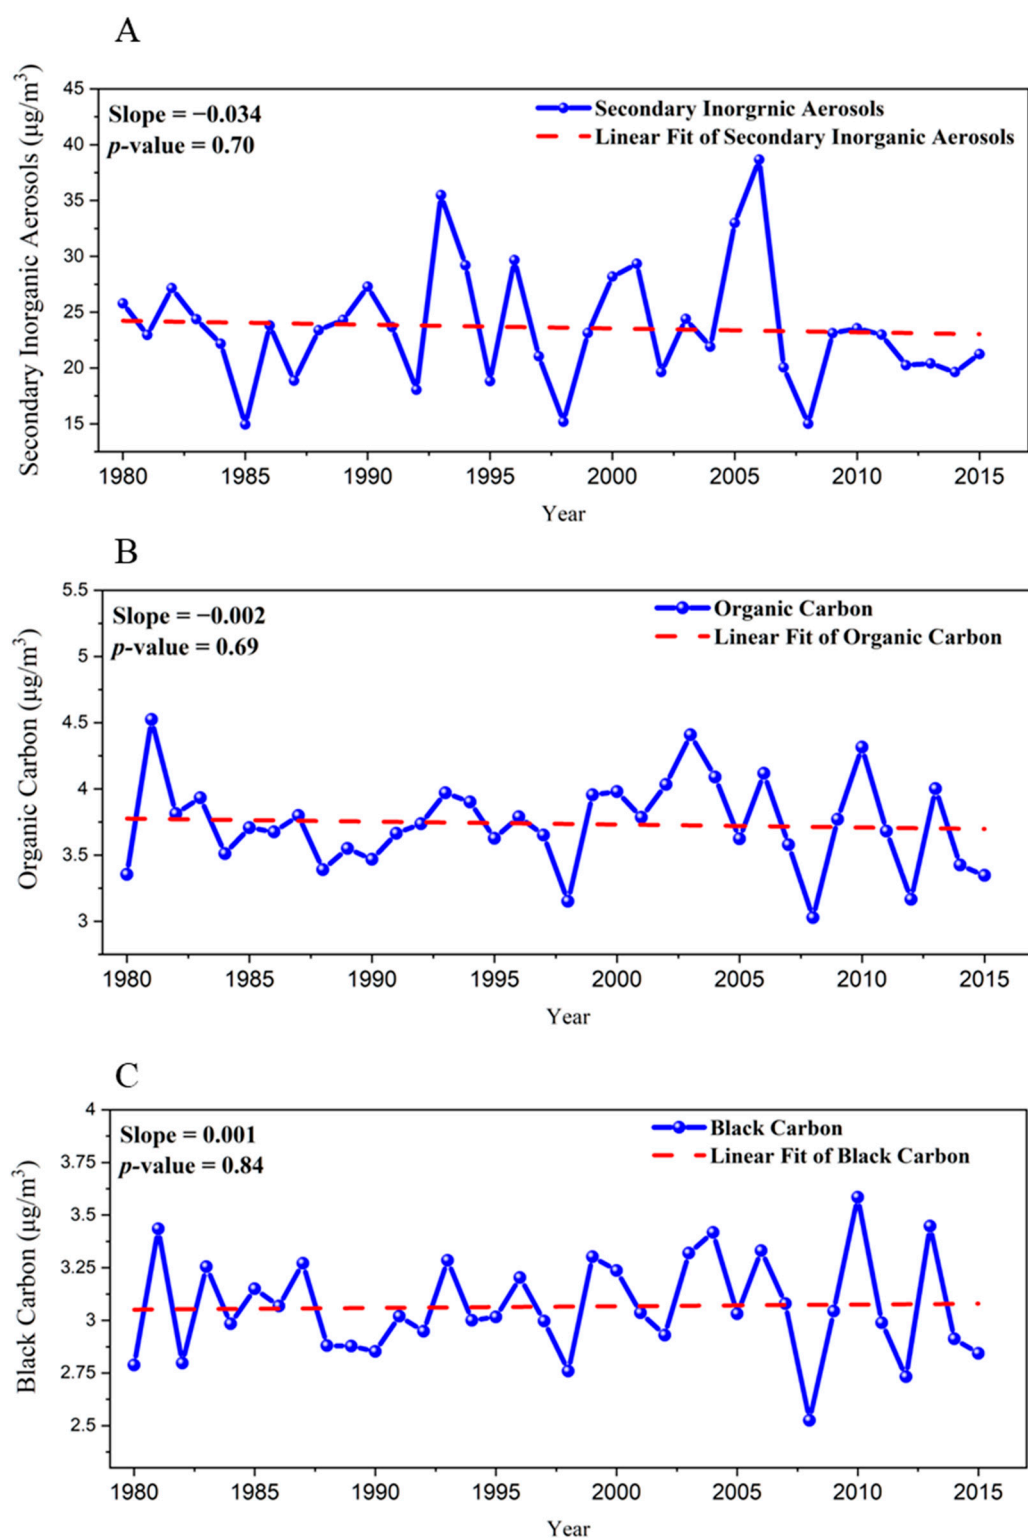 A
Secondary Inorganic Aerosols (µg/m³)
45
40
35
30
25
20
15
Slope = −0.034
p-value = 0.70
Secondary Inorgrnic Aerosols
Linear Fit of Secondary Inorganic Aerosols
1980 1985 1990 1995 2000 2005 2010 2015
Year
B
Organic Carbon (µg/m³)
5.5
5
4.5
4
3.5
3
Slope = −0.002
p-value = 0.69
Organic Carbon
Linear Fit of Organic Carbon
1980 1985 1990 1995 2000 2005 2010 2015
Year
C
Black Carbon (µg/m³)
4
3.75
3.5
3.25
3
2.75
2.5
Slope = 0.001
p-value = 0.84
Black Carbon
Linear Fit of Black Carbon
1980 1985 1990 1995 2000 2005 2010 2015
Year